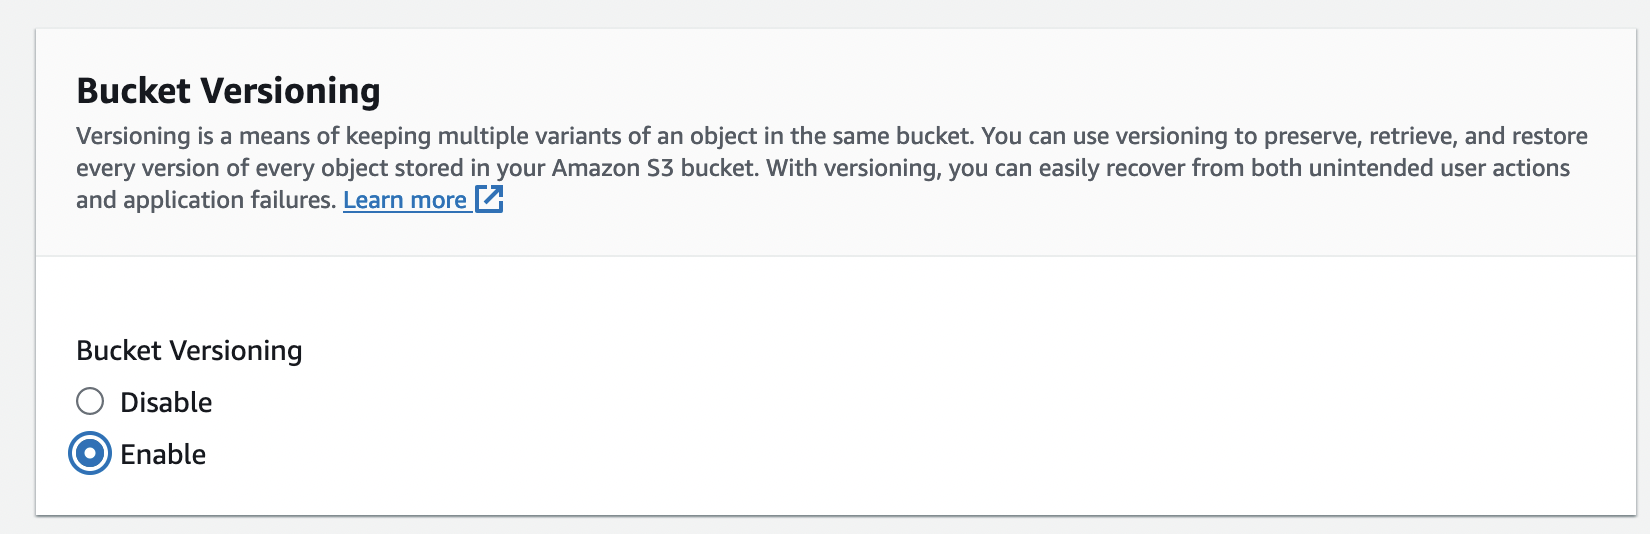 Bucket Versioning
Versioning is a means of keeping multiple variants of an object in the same bucket. You can use versioning to preserve, retrieve, and restore
every version of every object stored in your Amazon S3 bucket. With versioning, you can easily recover from both unintended user actions
and application failures. Learn more
Bucket Versioning
Disable
Enable